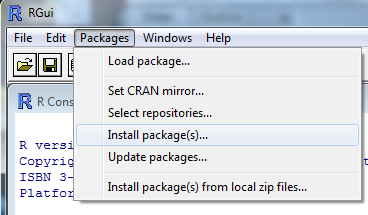 RGui
File Edit Packages Windows Help
Load package...
Set CRAN mirror...
Select repositories...
Install package(s)...
Update packages...
Install package(s) from local zip files...
R Cons
R versi
Copyrig
ISBN 3-
Platfor